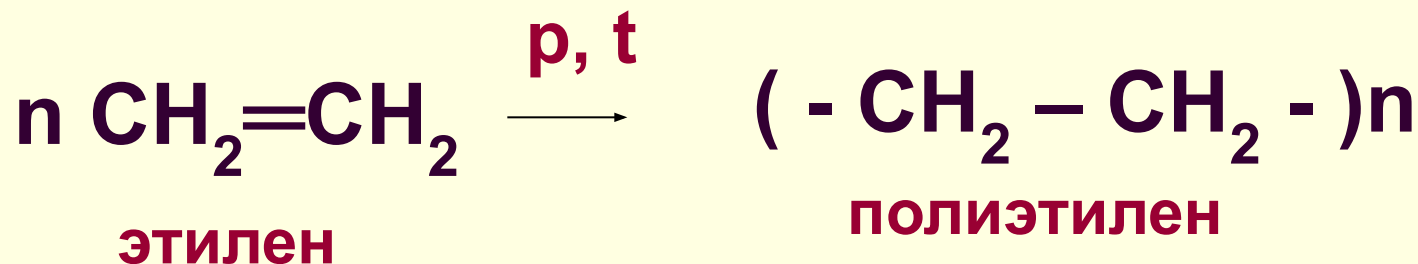 p, t
n CH₂=CH₂ → ( - CH₂ – CH₂ - )n
этилен полиэтилен